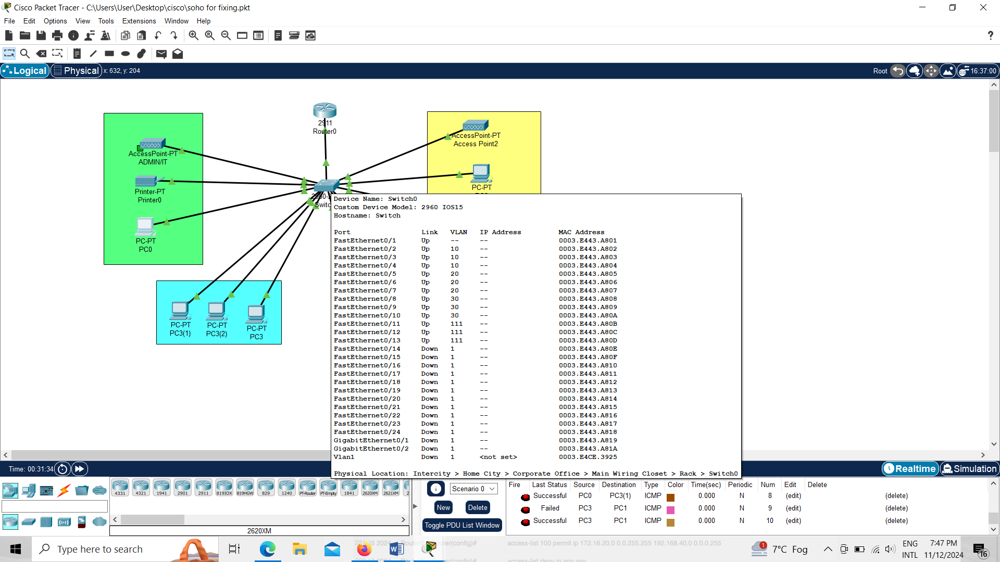 Cisco Packet Tracer - C:\Users\User\Desktop\cisco\soho for fixing.pkt
File Edit Options View Tools Extensions Window Help
?
Logical Physical x: 632, y: 204
Root 16:37:00
2911
Router0
AccessPoint-PT
ADMIN/IT
Printer-PT
Printer0
PC-PT
PC0
AccessPoint-PT
Access Point2
PC-PT
PC-PT
PC3(1)
PC-PT
PC3(2)
PC-PT
PC3
Device Name: Switch0
Custom Device Model: 2960 IOS15
Hostname: Switch
Port Link VLAN IP Address MAC Address
FastEthernet0/1 Up -- -- 0003.E443.A801
FastEthernet0/2 Up 10 -- 0003.E443.A802
FastEthernet0/3 Up 10 -- 0003.E443.A803
FastEthernet0/4 Up 10 -- 0003.E443.A804
FastEthernet0/5 Up 20 -- 0003.E443.A805
FastEthernet0/6 Up 20 -- 0003.E443.A806
FastEthernet0/7 Up 20 -- 0003.E443.A807
FastEthernet0/8 Up 30 -- 0003.E443.A808
FastEthernet0/9 Up 30 -- 0003.E443.A809
FastEthernet0/10 Up 30 -- 0003.E443.A80A
FastEthernet0/11 Up 111 -- 0003.E443.A80B
FastEthernet0/12 Up 111 -- 0003.E443.A80C
FastEthernet0/13 Up 111 -- 0003.E443.A80D
FastEthernet0/14 Down 1 -- 0003.E443.A80E
FastEthernet0/15 Down 1 -- 0003.E443.A80F
FastEthernet0/16 Down 1 -- 0003.E443.A810
FastEthernet0/17 Down 1 -- 0003.E443.A811
FastEthernet0/18 Down 1 -- 0003.E443.A812
FastEthernet0/19 Down 1 -- 0003.E443.A813
FastEthernet0/20 Down 1 -- 0003.E443.A814
FastEthernet0/21 Down 1 -- 0003.E443.A815
FastEthernet0/22 Down 1 -- 0003.E443.A816
FastEthernet0/23 Down 1 -- 0003.E443.A817
FastEthernet0/24 Down 1 -- 0003.E443.A818
GigabitEthernet0/1 Down 1 -- 0003.E443.A819
GigabitEthernet0/2 Down 1 -- 0003.E443.A81A
Vlan1 Down 1 <not set> 0003.E4CE.3925
Physical Location: Intercity > Home City > Corporate Office > Main Wiring Closet > Rack > Switch0
Time: 00:31:34
Realtime Simulation
4331 4321 1941 2901 2911 819IOX 819HGW 829 1240 PT-Router PT-Empty 1841 2620XM 2621XM
2620XM
Scenario 0
New Delete
Toggle PDU List Window
Fire Last Status Source Destination Type Color Time(sec) Periodic Num Edit Delete
Successful PC0 PC3(1) ICMP 0.000 N 8 (edit) (delete)
Failed PC3 PC1 ICMP 0.000 N 9 (edit) (delete)
Successful PC3 PC1 ICMP 0.000 N 10 (edit) (delete)
Type here to search
access-list 100 permit ip 172.16.20.0 0.0.255.255 192.168.40.0 0.0.0.255
access-list deny ip any any
1
7°C Fog
ENG
INTL
7:47 PM
11/12/2024
16